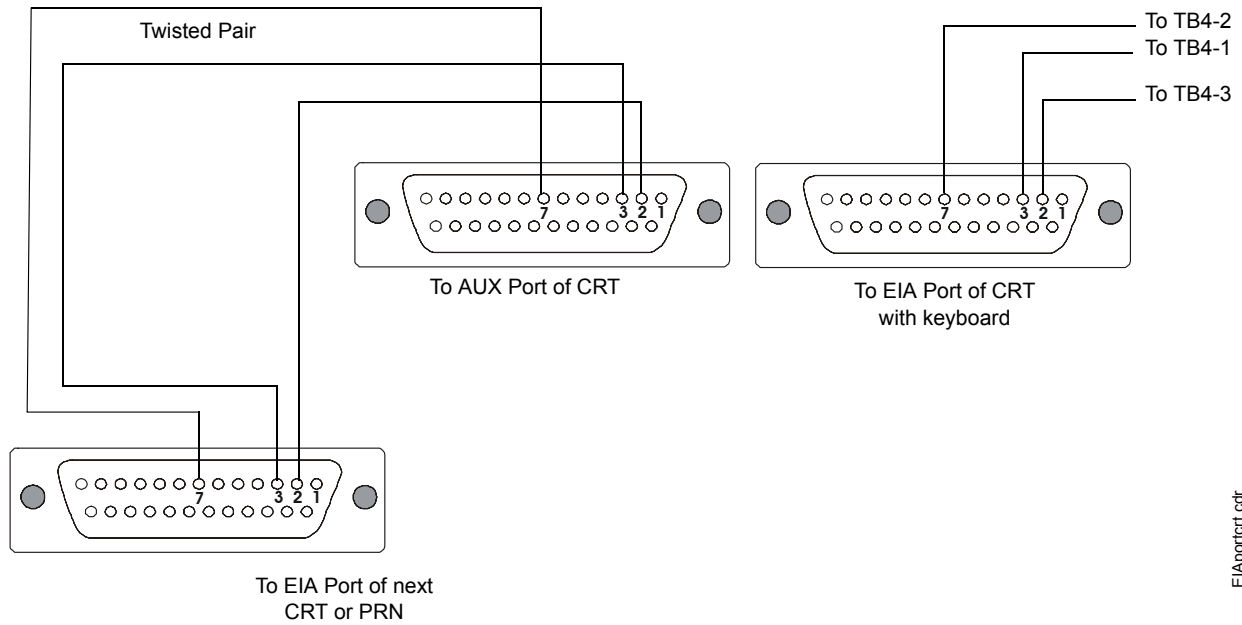 Twisted Pair
To TB4-2
To TB4-1
To TB4-3
7 3 2 1
To AUX Port of CRT
7 3 2 1
To EIA Port of CRT
with keyboard
7 3 2 1
To EIA Port of next
CRT or PRN
EIAportcrt.cdr